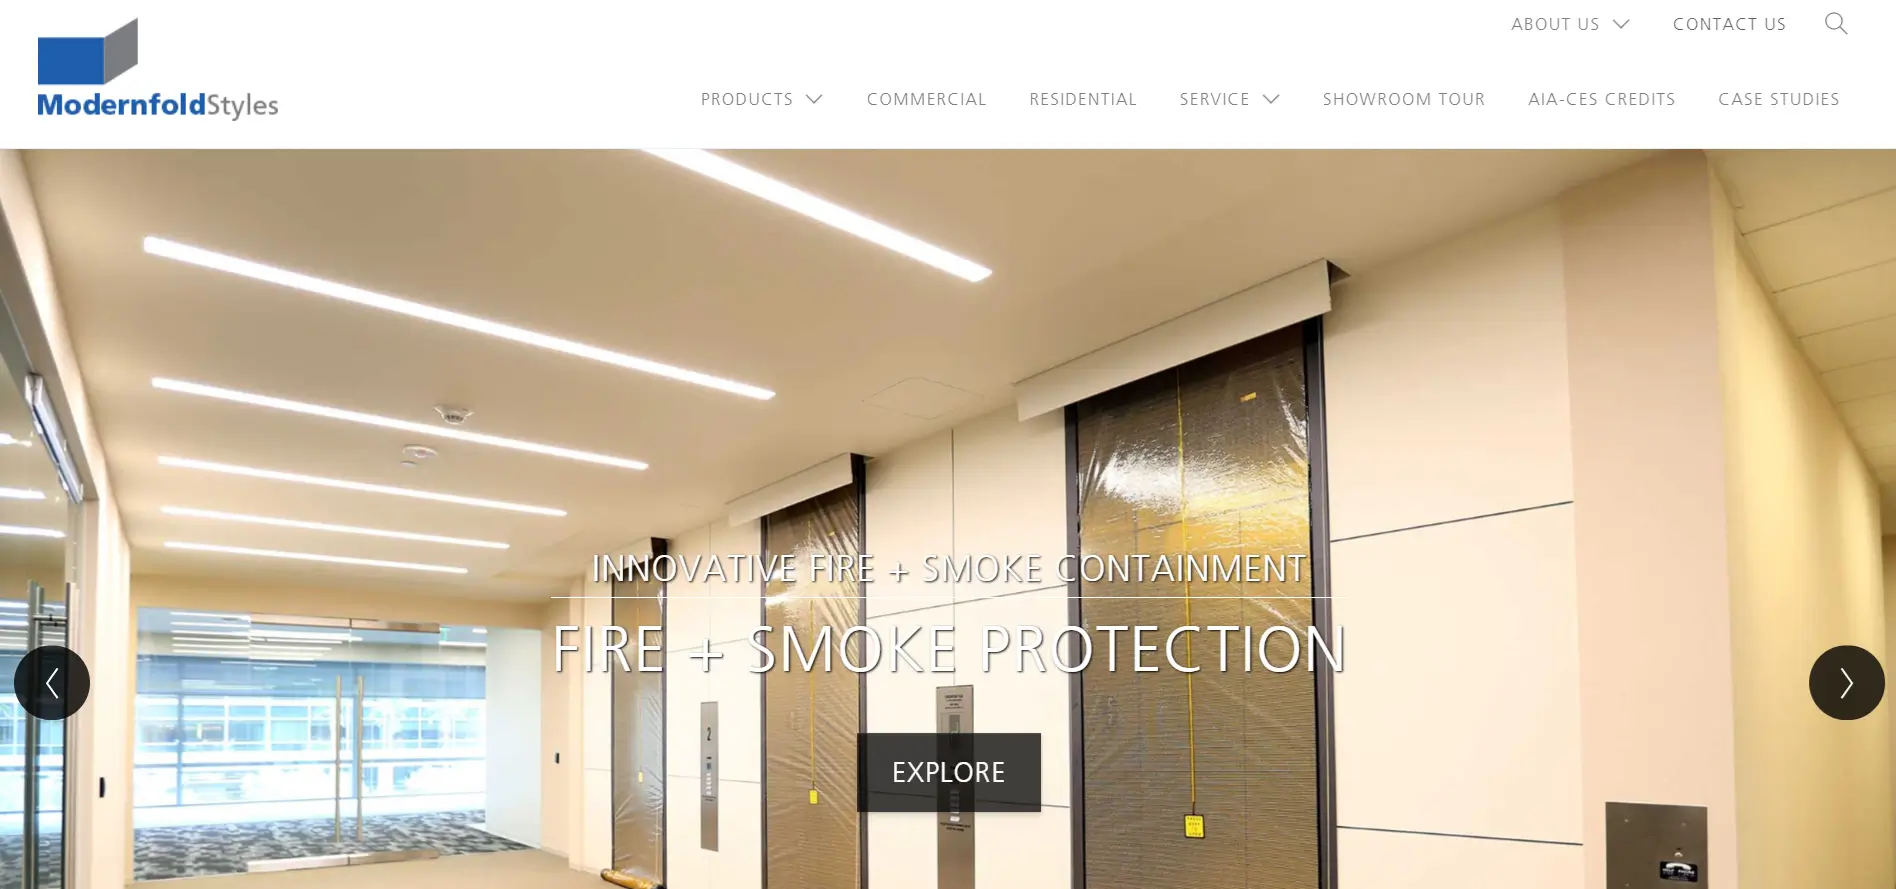 ABOUT US
CONTACT US
ModernfoldStyles
PRODUCTS
COMMERCIAL
RESIDENTIAL
SERVICE
SHOWROOM TOUR
AIA-CES CREDITS
CASE STUDIES
INNOVATIVE FIRE + SMOKE CONTAINMENT
FIRE + SMOKE PROTECTION
2
EXPLORE